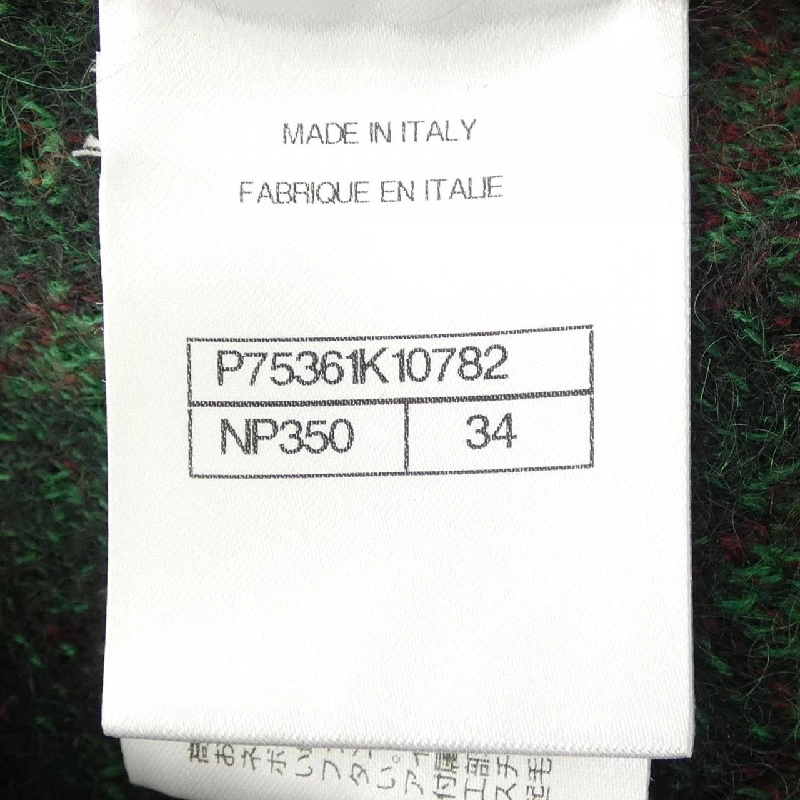 MADE IN ITALY
FABRIQUE EN ITALIE
P75361K10782
NP350
34